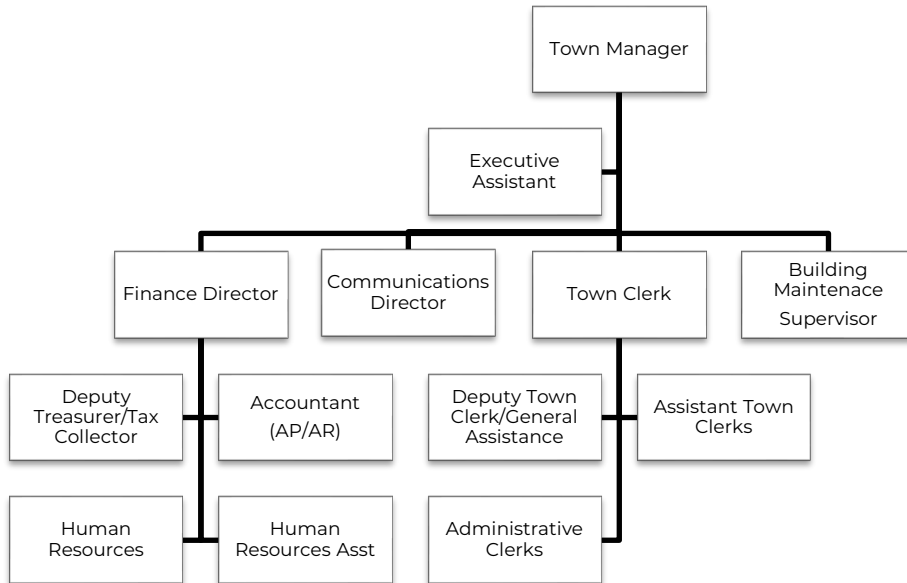 Town Manager
Executive
Assistant
Finance Director
Communications
Director
Town Clerk
Building
Maintenace
Supervisor
Deputy
Treasurer/Tax
Collector
Accountant
(AP/AR)
Deputy Town
Clerk/General
Assistance
Assistant Town
Clerks
Human
Resources
Human
Resources Asst
Administrative
Clerks